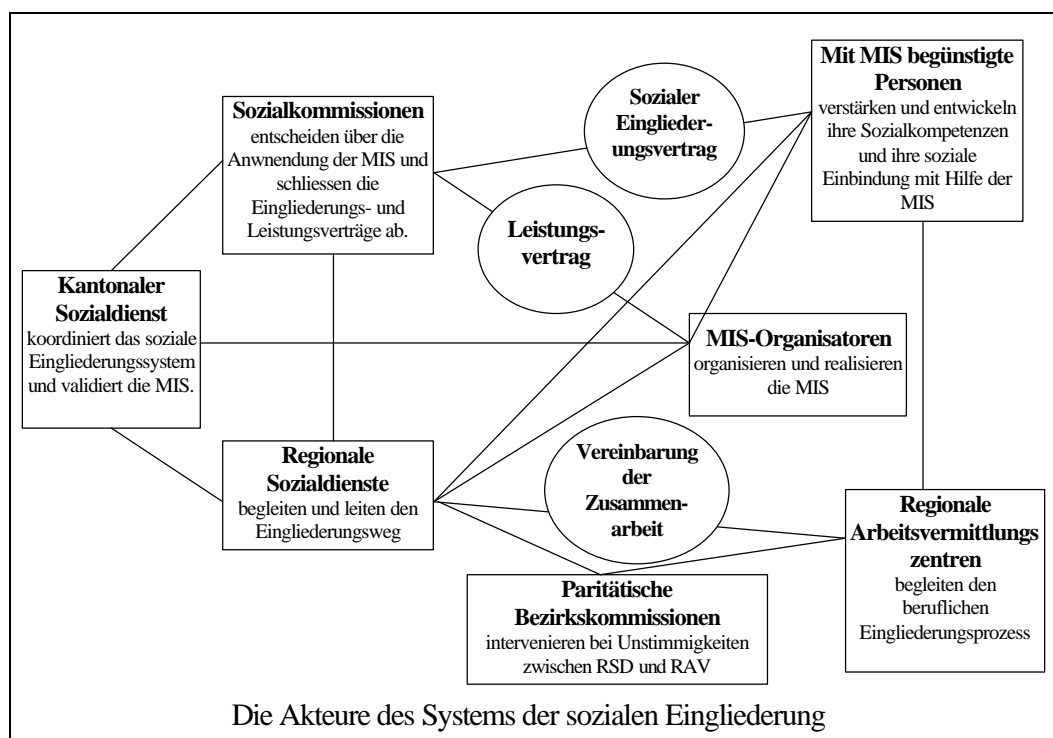 Mit MIS begünstigte
Personen
verstärken und entwickeln
ihre Sozialkompetenzen
und ihre soziale
Einbindung mit Hilfe der
MIS
Sozialkommissionen
entscheiden über die
Anwnendung der MIS und
schliessen die
Eingliederungs- und
Leistungsverträge ab.
Sozialer
Einglieder-
ungsvertrag
Leistungs-
vertrag
Kantonaler
Sozialdienst
koordiniert das soziale
Eingliederungssystem
und validiert die MIS.
MIS-Organisatoren
organisieren und realisieren
die MIS
Regionale
Sozialdienste
begleiten und leiten den
Eingliederungsweg
Vereinbarung
der
Zusammen-
arbeit
Regionale
Arbeitsvermittlungs
zentren
begleiten den
beruflichen
Eingliederungsprozess
Paritätische
Bezirkskommissionen
intervenieren bei Unstimmigkeiten
zwischen RSD und RAV
Die Akteure des Systems der sozialen Eingliederung